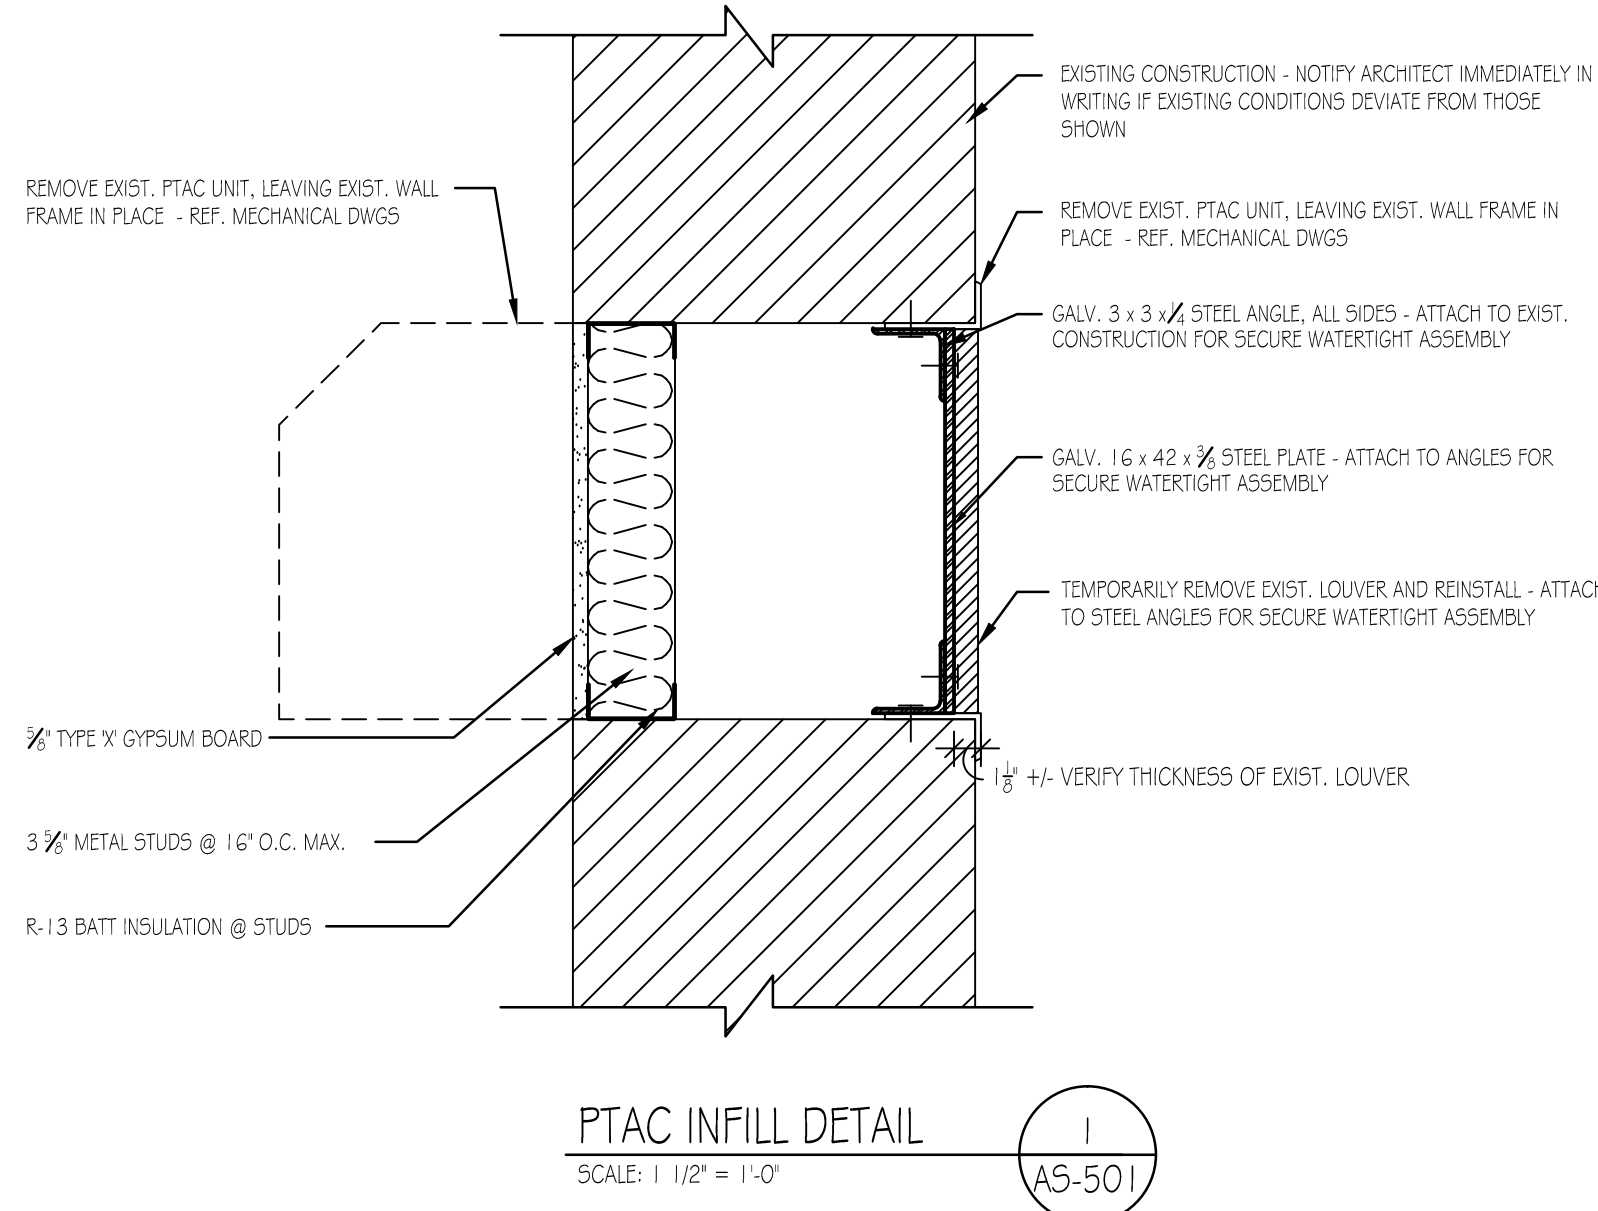 EXISTING CONSTRUCTION - NOTIFY ARCHITECT IMMEDIATELY IN
WRITING IF EXISTING CONDITIONS DEVIATE FROM THOSE
SHOWN
REMOVE EXIST. PTAC UNIT, LEAVING EXIST. WALL
FRAME IN PLACE - REF. MECHANICAL DWGS
REMOVE EXIST. PTAC UNIT, LEAVING EXIST. WALL FRAME IN
PLACE - REF. MECHANICAL DWGS
GALV. 3 x 3 x 1/4 STEEL ANGLE, ALL SIDES - ATTACH TO EXIST.
CONSTRUCTION FOR SECURE WATERTIGHT ASSEMBLY
GALV. 16 x 42 x 3/8 STEEL PLATE - ATTACH TO ANGLES FOR
SECURE WATERTIGHT ASSEMBLY
TEMPORARILY REMOVE EXIST. LOUVER AND REINSTALL - ATTACH
TO STEEL ANGLES FOR SECURE WATERTIGHT ASSEMBLY
5/8" TYPE 'X' GYPSUM BOARD
1 1/8" +/- VERIFY THICKNESS OF EXIST. LOUVER
3 5/8" METAL STUDS @ 16" O.C. MAX.
R-13 BATT INSULATION @ STUDS
PTAC INFILL DETAIL
SCALE: 1 1/2" = 1'-0"
1
AS-501